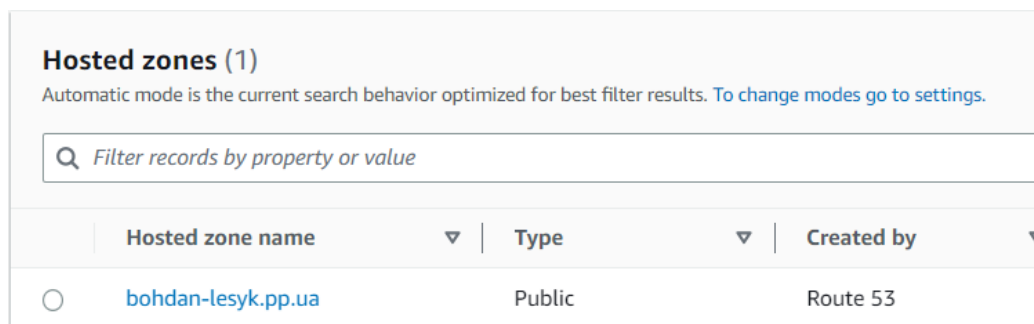 Hosted zones (1)
Automatic mode is the current search behavior optimized for best filter results. To change modes go to settings.
Filter records by property or value
Hosted zone name Type Created by
bohdan-lesyk.pp.ua Public Route 53